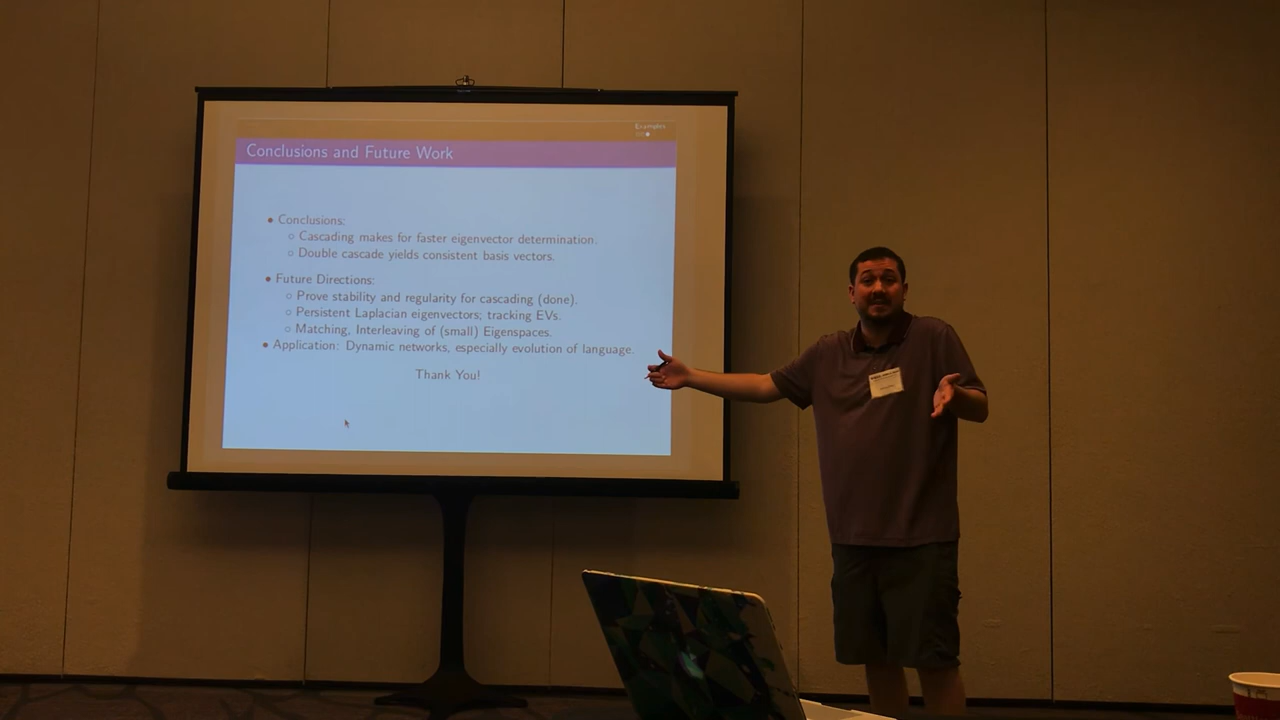 Examples
Conclusions and Future Work
• Conclusions:
○ Cascading makes for faster eigenvector determination.
○ Double cascade yields consistent basis vectors.
• Future Directions:
○ Prove stability and regularity for cascading (done).
○ Persistent Laplacian eigenvectors; tracking EVs.
○ Matching, Interleaving of (small) Eigenspaces.
• Application: Dynamic networks, especially evolution of language.
Thank You!